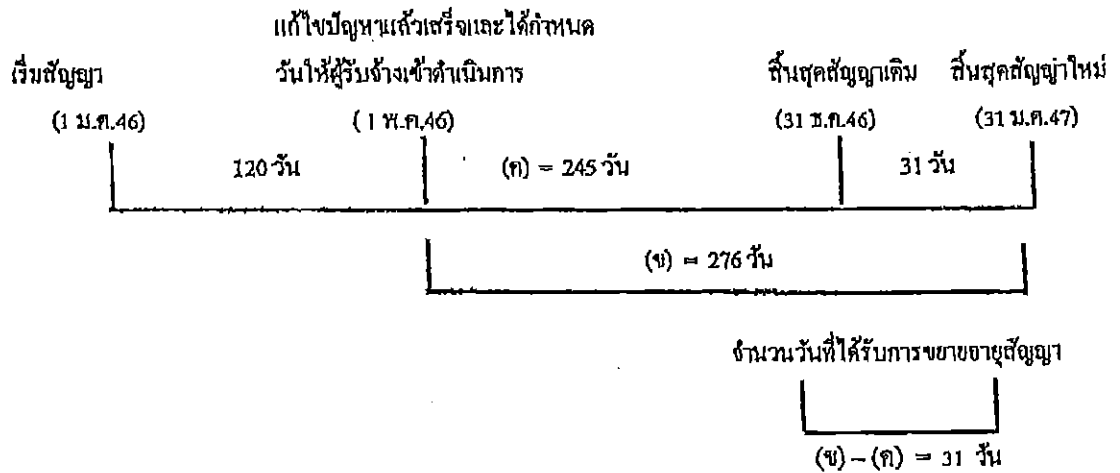 แก้ไขปัญหาแล้วเสร็จและได้กำหนด
เริ่มสัญญา วันให้ผู้รับจ้างเข้าดำเนินการ สิ้นสุดสัญญาเดิม สิ้นสุดสัญญาใหม่
(1 ม.ค.46) (1 พ.ค.46) (31 ธ.ค.46) (31 ม.ค.47)
120 วัน (ค) = 245 วัน 31 วัน
(ข) = 276 วัน
จำนวนวันที่ได้รับการขยายอายุสัญญา
(ข) – (ค) = 31 วัน